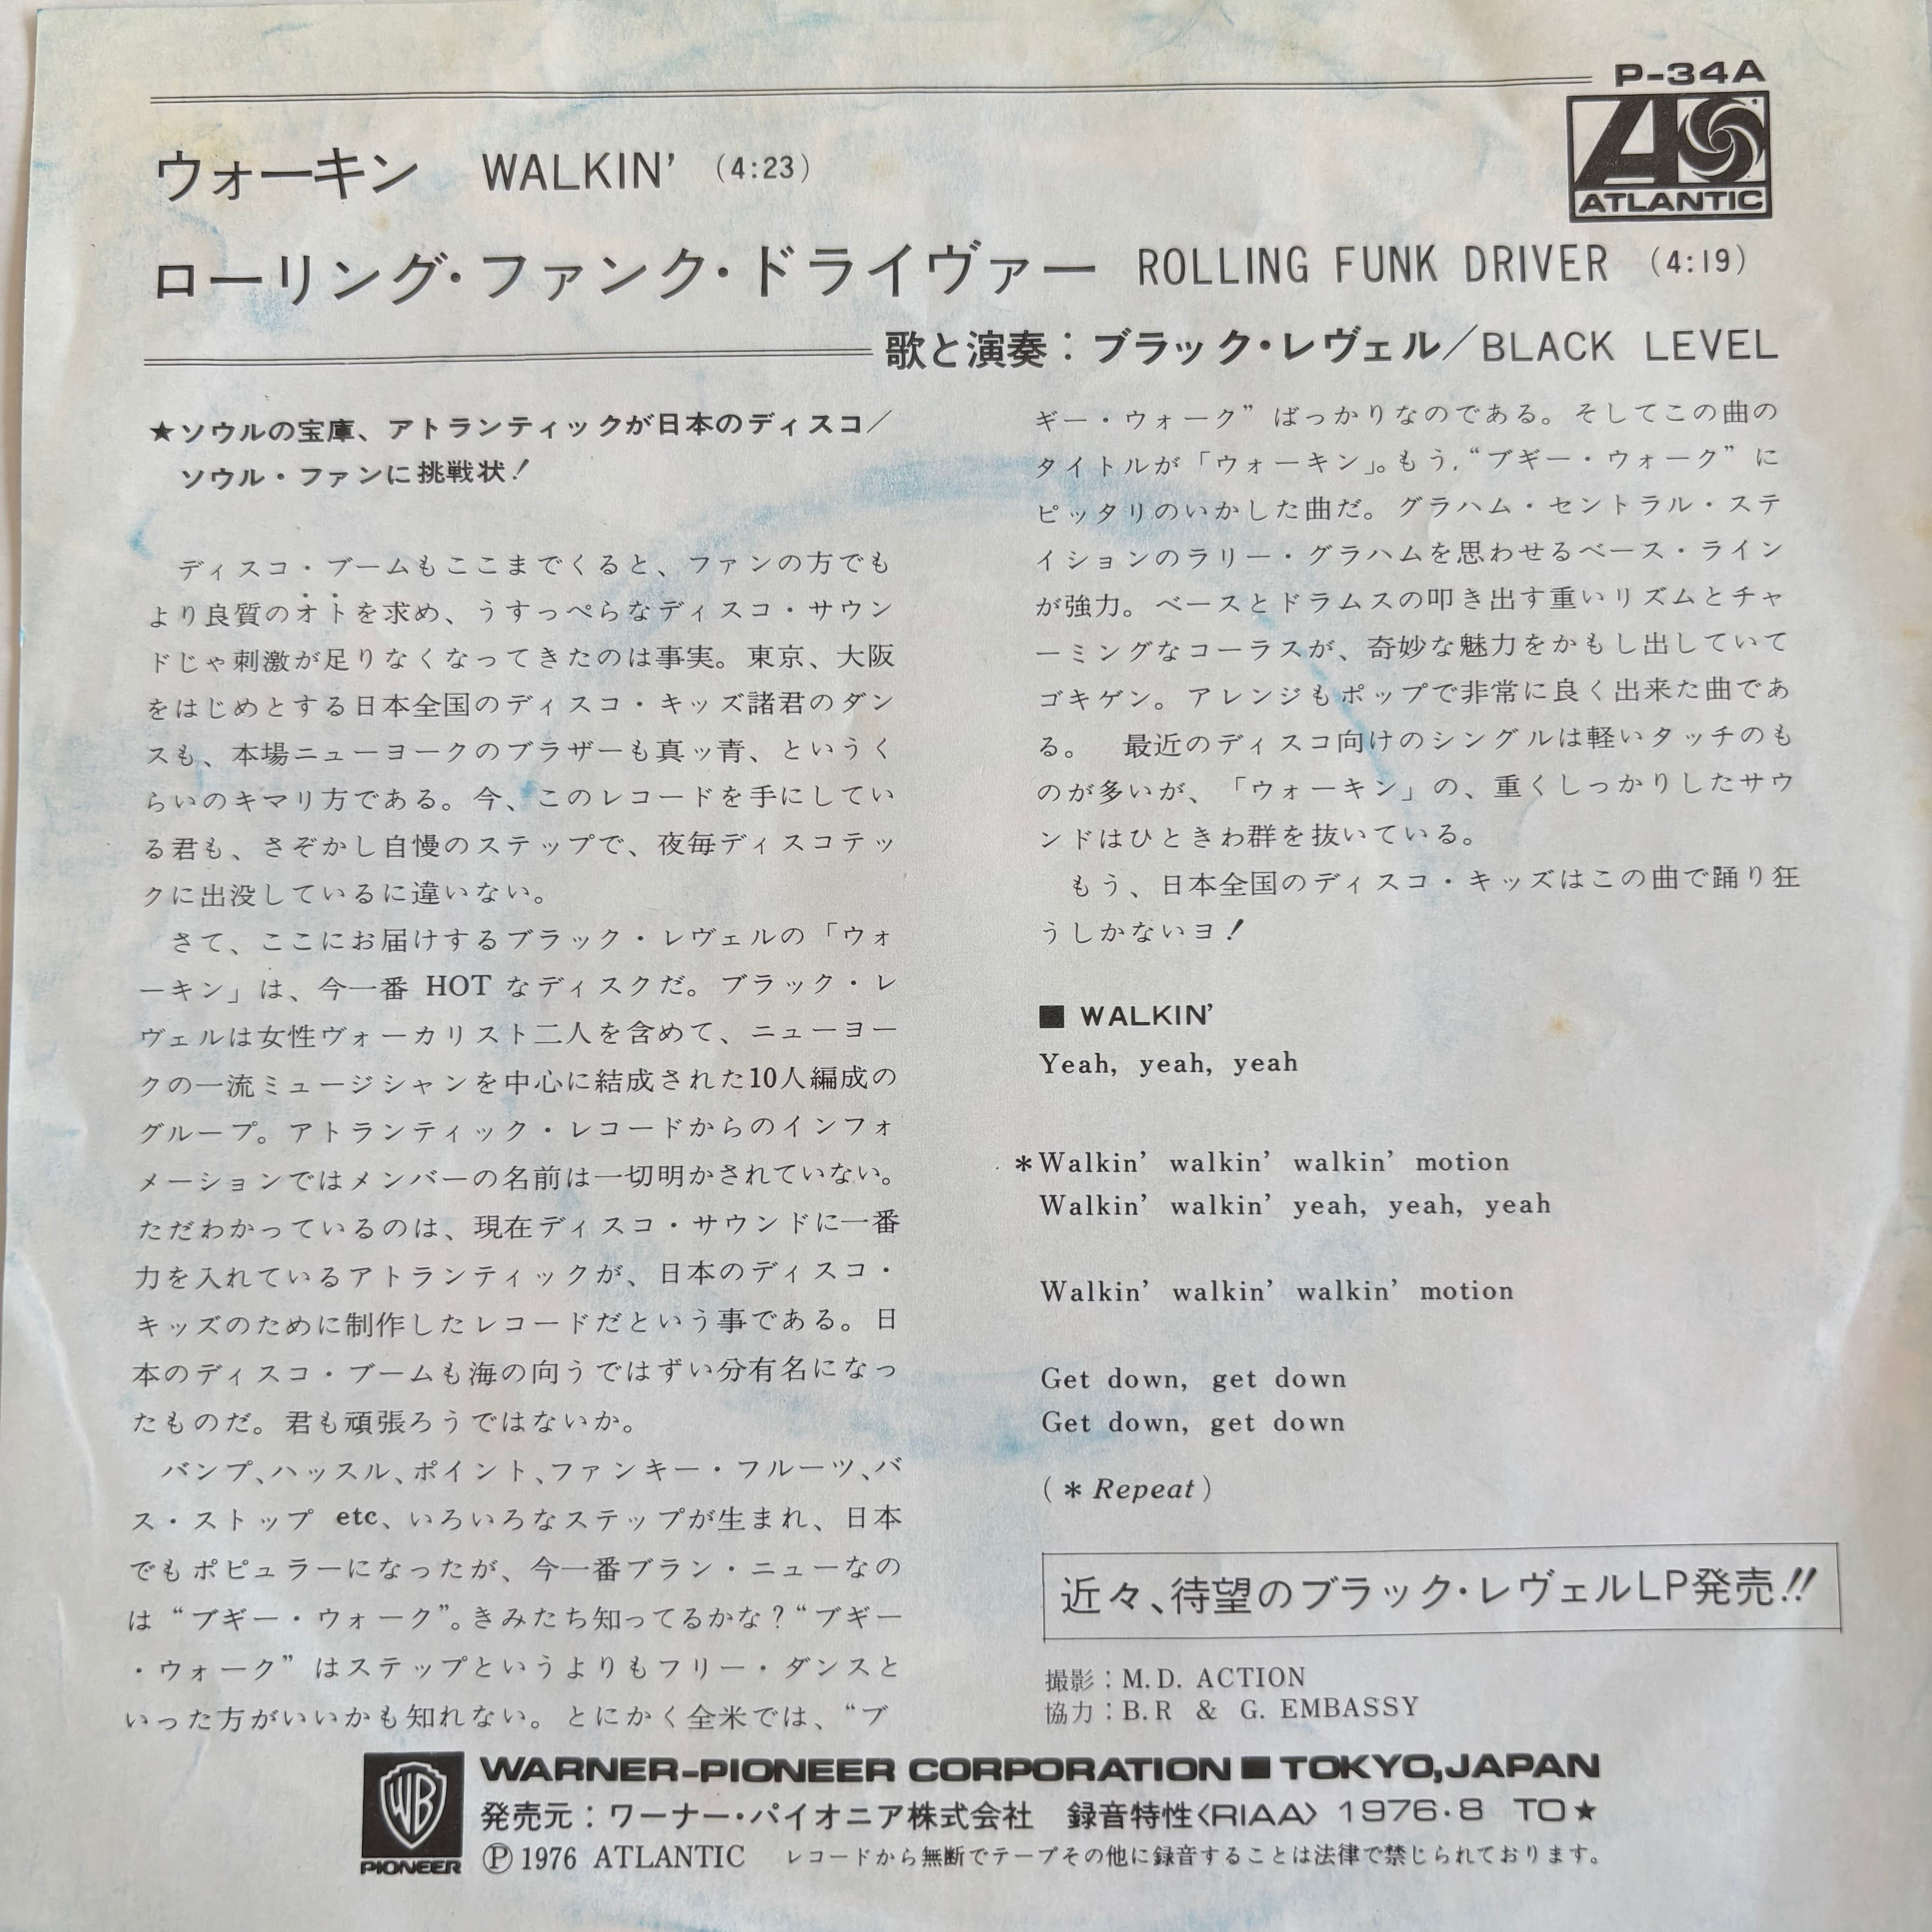 P-34A
ATLANTIC
ウォーキン WALKIN' (4:23)
ローリング・ファンク・ドライヴァー ROLLING FUNK DRIVER (4:19)
歌と演奏:ブラック・レヴェル/BLACK LEVEL
★ソウルの宝庫、アトランティックが日本のディスコ/
ソウル・ファンに挑戦状!
ディスコ・ブームもここまでくると、ファンの方でも
より良質のオトを求め、うすっぺらなディスコ・サウン
ドじゃ刺激が足りなくなってきたのは事実。東京、大阪
をはじめとする日本全国のディスコ・キッズ諸君のダン
スも、本場ニューヨークのブラザーも真ッ青、というく
らいのキマリ方である。今、このレコードを手にしてい
る君も、さぞかし自慢のステップで、夜毎ディスコテッ
クに出没しているに違いない。
さて、ここにお届けするブラック・レヴェルの「ウォ
ーキン」は、今一番 HOT なディスクだ。ブラック・レ
ヴェルは女性ヴォーカリスト二人を含めて、ニューヨー
クの一流ミュージシャンを中心に結成された10人編成の
グループ。アトランティック・レコードからのインフォ
メーションではメンバーの名前は一切明かされていない。
ただわかっているのは、現在ディスコ・サウンドに一番
力を入れているアトランティックが、日本のディスコ・
キッズのために制作したレコードだという事である。日
本のディスコ・ブームも海の向うではずい分有名になっ
たものだ。君も頑張ろうではないか。
バンプ、ハッスル、ポイント、ファンキー・フルーツ、バ
ス・ストップ etc、いろいろなステップが生まれ、日本
でもポピュラーになったが、今一番ブラン・ニューなの
は“ブギー・ウォーク”。きみたち知ってるかな?“ブギー
・ウォーク”はステップというよりもフリー・ダンスと
いった方がいいかも知れない。とにかく全米では、“ブ
ギー・ウォーク”ばっかりなのである。そしてこの曲の
タイトルが「ウォーキン」。もう、“ブギー・ウォーク”に
ピッタリのいかした曲だ。グラハム・セントラル・ステ
イションのラリー・グラハムを思わせるベース・ライン
が強力。ベースとドラムスの叩き出す重いリズムとチャ
ーミングなコーラスが、奇妙な魅力をかもし出していて
ゴキゲン。アレンジもポップで非常に良く出来た曲であ
る。 最近のディスコ向けのシングルは軽いタッチのも
のが多いが、「ウォーキン」の、重くしっかりしたサウ
ンドはひときわ群を抜いている。
もう、日本全国のディスコ・キッズはこの曲で踊り狂
うしかないヨ!
■ WALKIN'
Yeah, yeah, yeah
*Walkin' walkin' walkin' motion
Walkin' walkin' yeah, yeah, yeah
Walkin' walkin' walkin' motion
Get down, get down
Get down, get down
(* Repeat)
近々、待望のブラック・レヴェルLP発売!!
撮影:M.D. ACTION
協力:B.R & G. EMBASSY
WB
PIONEER
WARNER-PIONEER CORPORATION ■ TOKYO,JAPAN
発売元:ワーナー・パイオニア株式会社 録音特性<RIAA> 1976・8 TO★
Ⓟ1976 ATLANTIC レコードから無断でテープその他に録音することは法律で禁じられております。